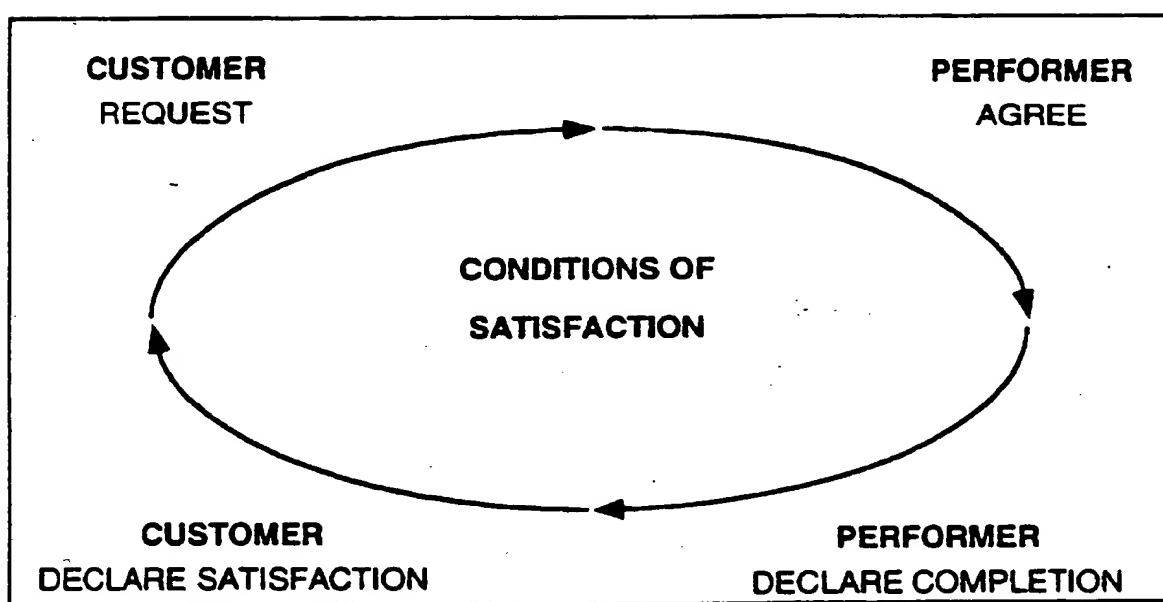 CUSTOMER
REQUEST
PERFORMER
AGREE
CONDITIONS OF
SATISFACTION
CUSTOMER
DECLARE SATISFACTION
PERFORMER
DECLARE COMPLETION